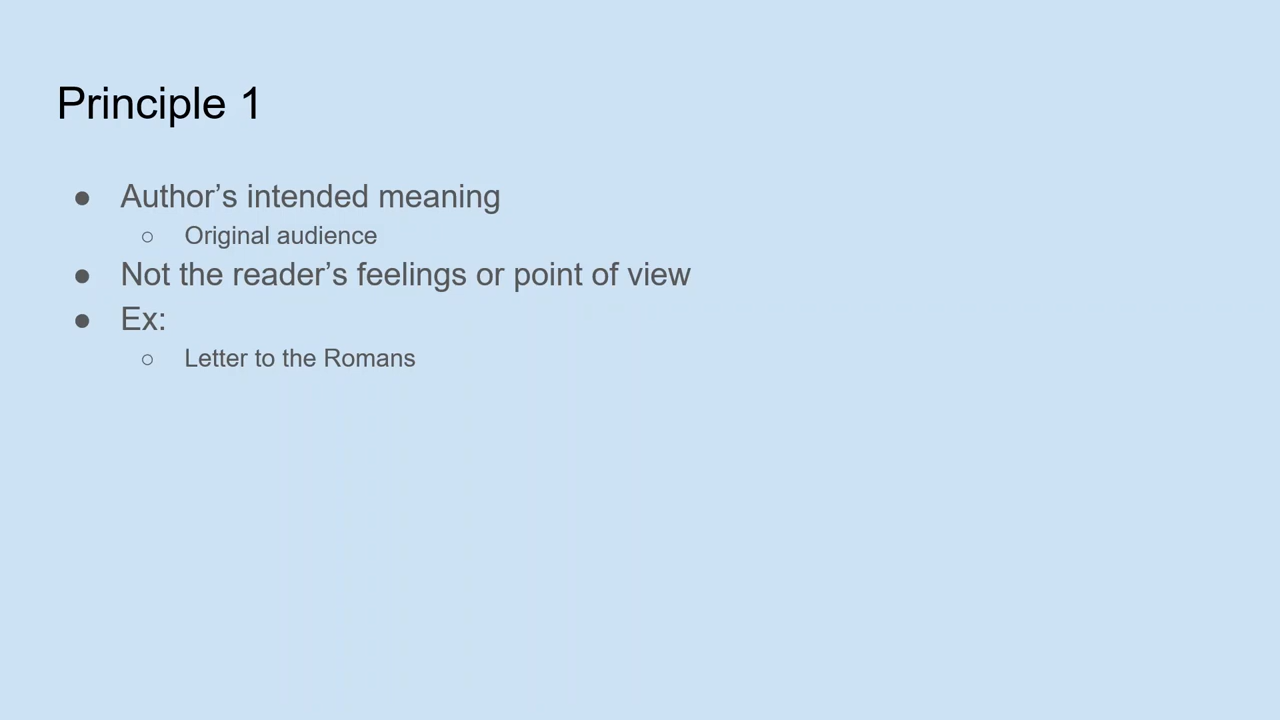 Principle 1
● Author’s intended meaning
○ Original audience
● Not the reader’s feelings or point of view
● Ex:
○ Letter to the Romans